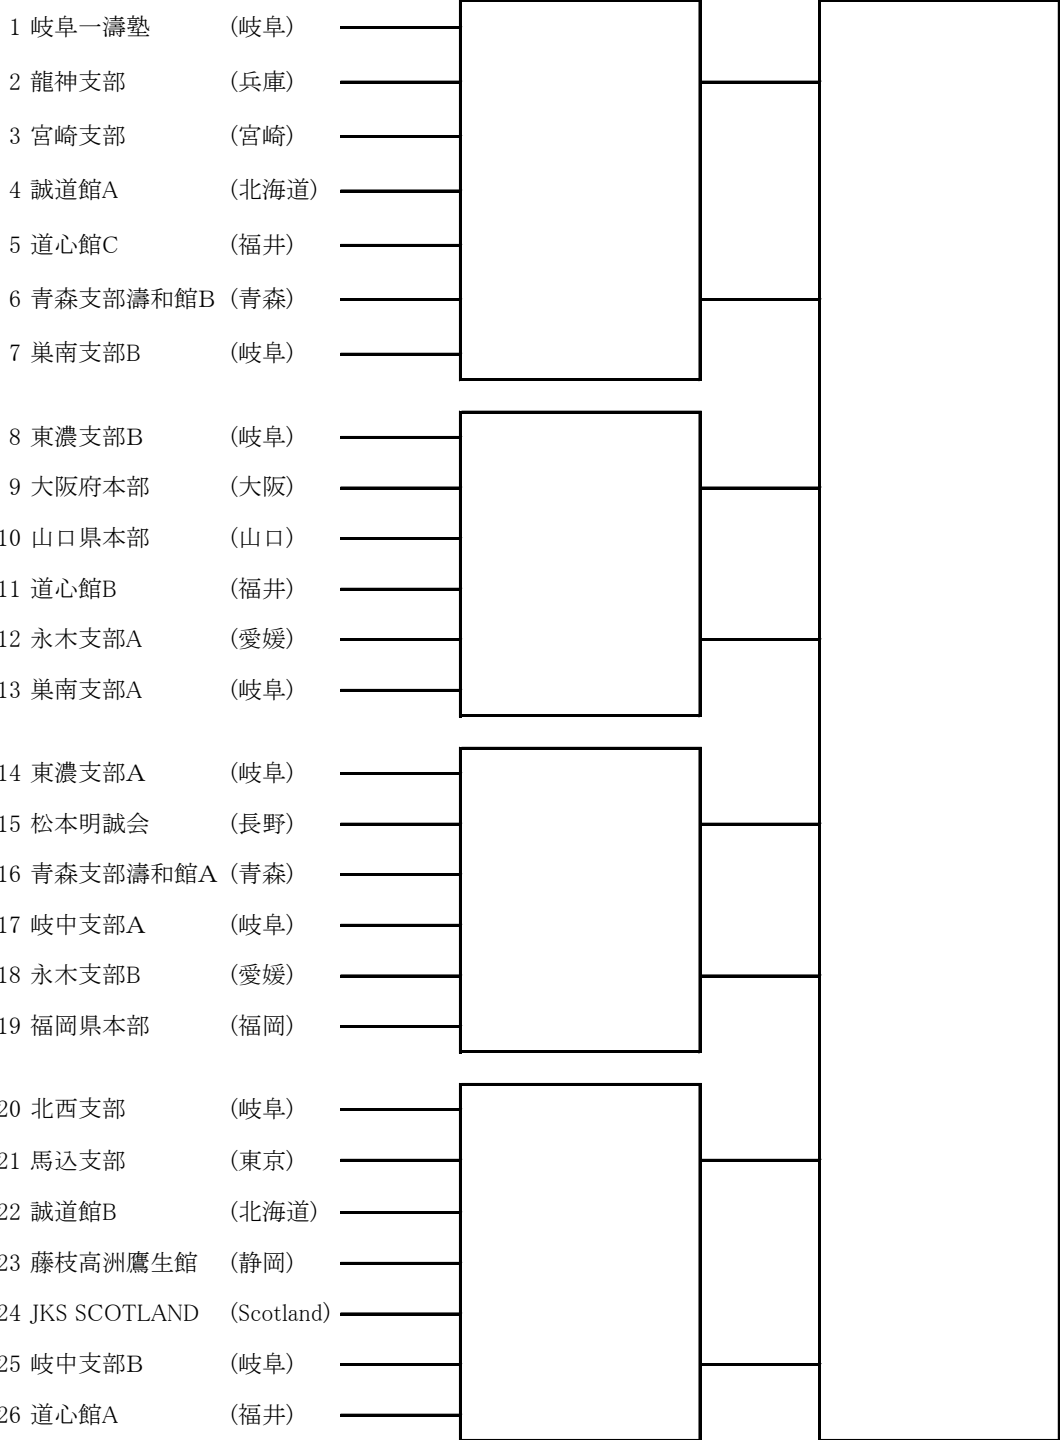 1 岐阜一濤塾 (岐阜)
2 龍神支部 (兵庫)
3 宮崎支部 (宮崎)
4 誠道館A (北海道)
5 道心館C (福井)
6 青森支部濤和館B (青森)
7 巣南支部B (岐阜)
8 東濃支部B (岐阜)
9 大阪府本部 (大阪)
10 山口県本部 (山口)
11 道心館B (福井)
12 永木支部A (愛媛)
13 巣南支部A (岐阜)
14 東濃支部A (岐阜)
15 松本明誠会 (長野)
16 青森支部濤和館A (青森)
17 岐中支部A (岐阜)
18 永木支部B (愛媛)
19 福岡県本部 (福岡)
20 北西支部 (岐阜)
21 馬込支部 (東京)
22 誠道館B (北海道)
23 藤枝高洲鷹生館 (静岡)
24 JKS SCOTLAND (Scotland)
25 岐中支部B (岐阜)
26 道心館A (福井)